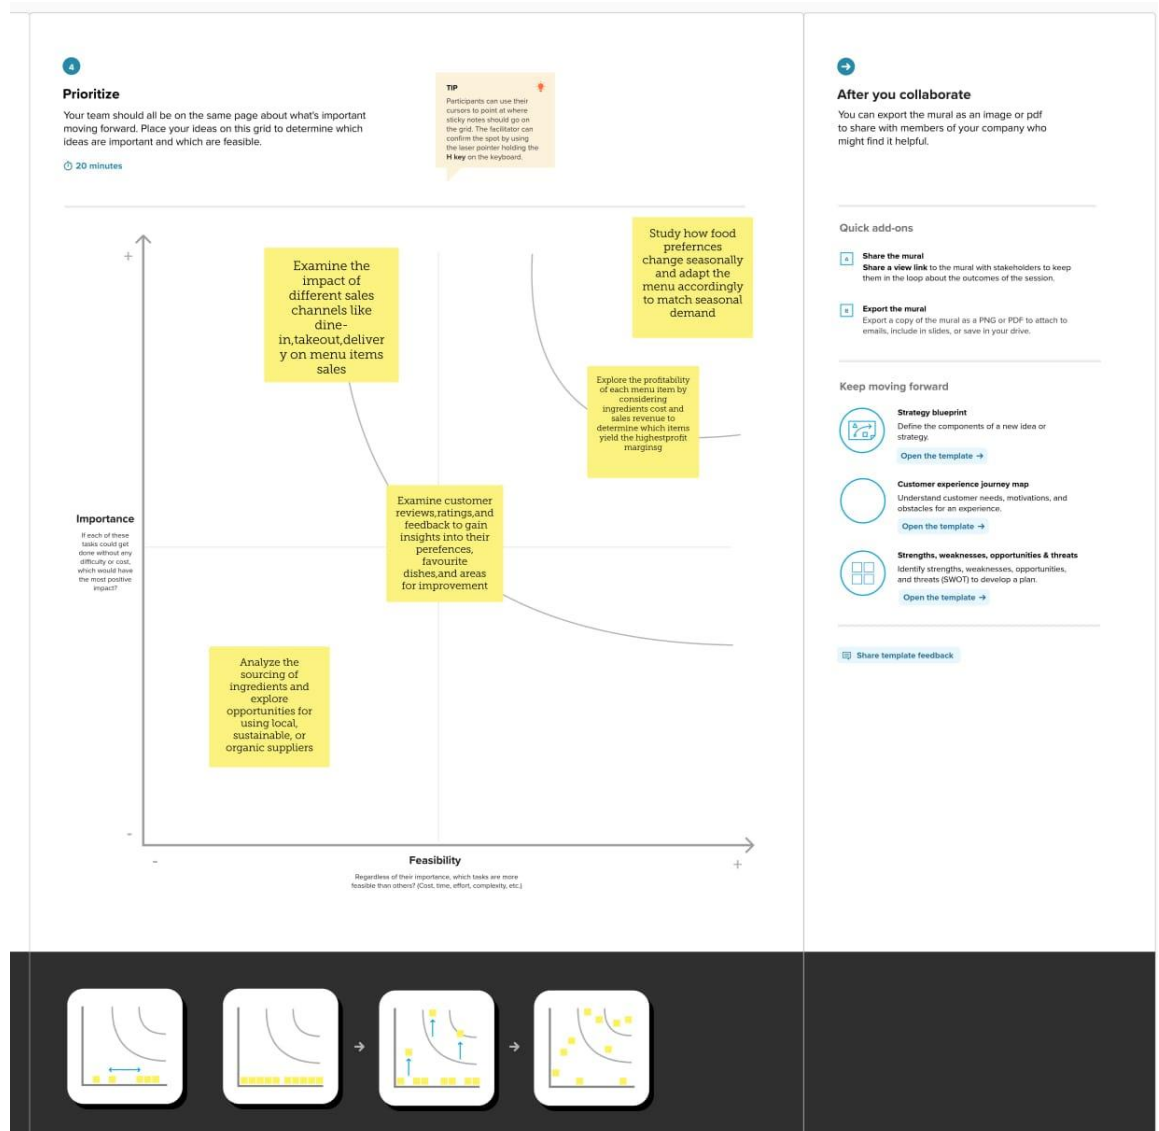 4
Prioritize
Your team should all be on the same page about what's important
moving forward. Place your ideas on this grid to determine which
ideas are important and which are feasible.
20 minutes
TIP
Participants can use their
cursors to point at where
sticky notes should go on
the grid. The facilitator can
confirm the spot by using
the laser pointer holding the
H key on the keyboard.
+
Examine the
impact of
different sales
channels like
dine-
in,takeout,deliver
y on menu items
sales
Study how food
prefernces
change seasonally
and adapt the
menu accordingly
to match seasonal
demand
Explore the profitability
of each menu item by
considering
ingredients cost and
sales revenue to
determine which items
yield the highestprofit
marginsg
Examine customer
reviews,ratings,and
feedback to gain
insights into their
perefences,
favourite
dishes,and areas
for improvement
Importance
If each of these
tasks could get
done without any
difficulty or cost,
which would have
the most positive
impact?
Analyze the
sourcing of
ingredients and
explore
opportunities for
using local,
sustainable, or
organic suppliers
-
-
Feasibility
+
Regardless of their importance, which tasks are more
feasible than others? (Cost, time, effort, complexity, etc.)
After you collaborate
You can export the mural as an image or pdf
to share with members of your company who
might find it helpful.
Quick add-ons
A
Share the mural
Share a view link to the mural with stakeholders to keep
them in the loop about the outcomes of the session.
B
Export the mural
Export a copy of the mural as a PNG or PDF to attach to
emails, include in slides, or save in your drive.
Keep moving forward
Strategy blueprint
Define the components of a new idea or
strategy.
Open the template →
Customer experience journey map
Understand customer needs, motivations, and
obstacles for an experience.
Open the template →
Strengths, weaknesses, opportunities & threats
Identify strengths, weaknesses, opportunities,
and threats (SWOT) to develop a plan.
Open the template →
Share template feedback